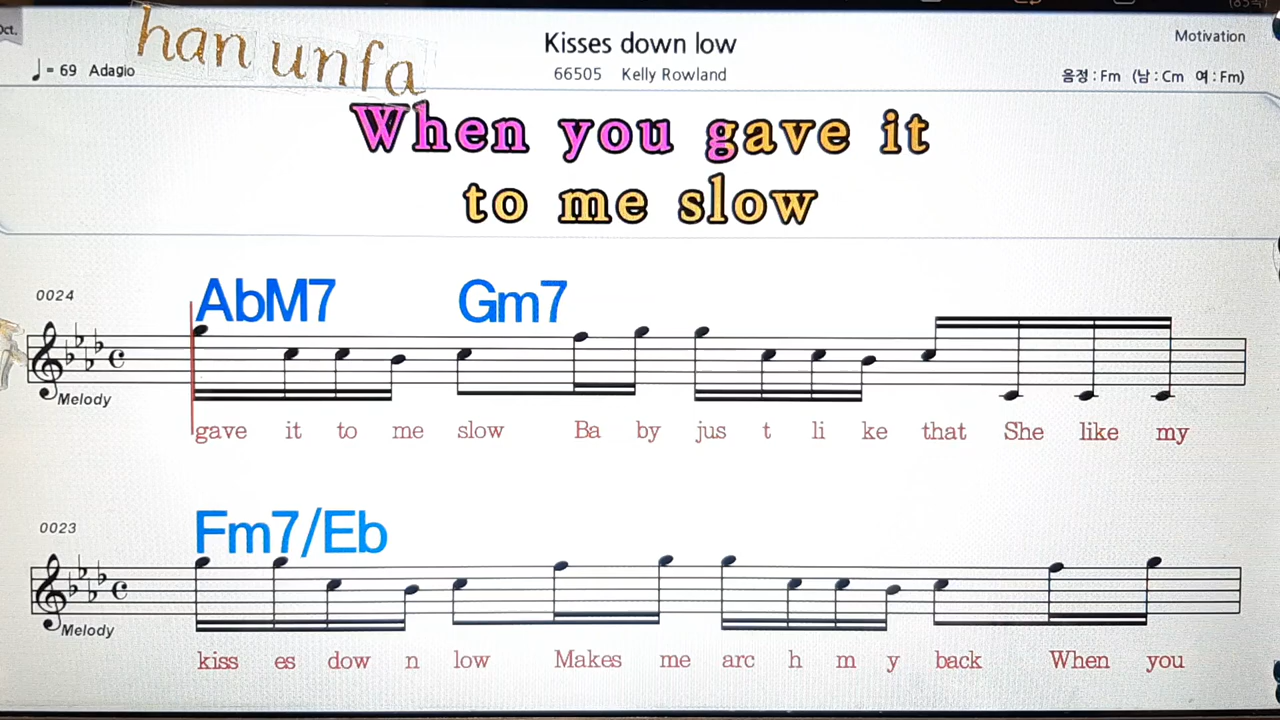 Oct.
(85
han unfa
Kisses down low
Motivation
= 69 Adagio
66505 Kelly Rowland
음정 : Fm (남 : Cm 여 : Fm)
When you gave it
to me slow
0024
AbM7 Gm7
Melody
gave it to me slow Ba by jus t li ke that She like my
0023
Fm7/Eb
Melody
kiss es dow n low Makes me arc h m y back When you